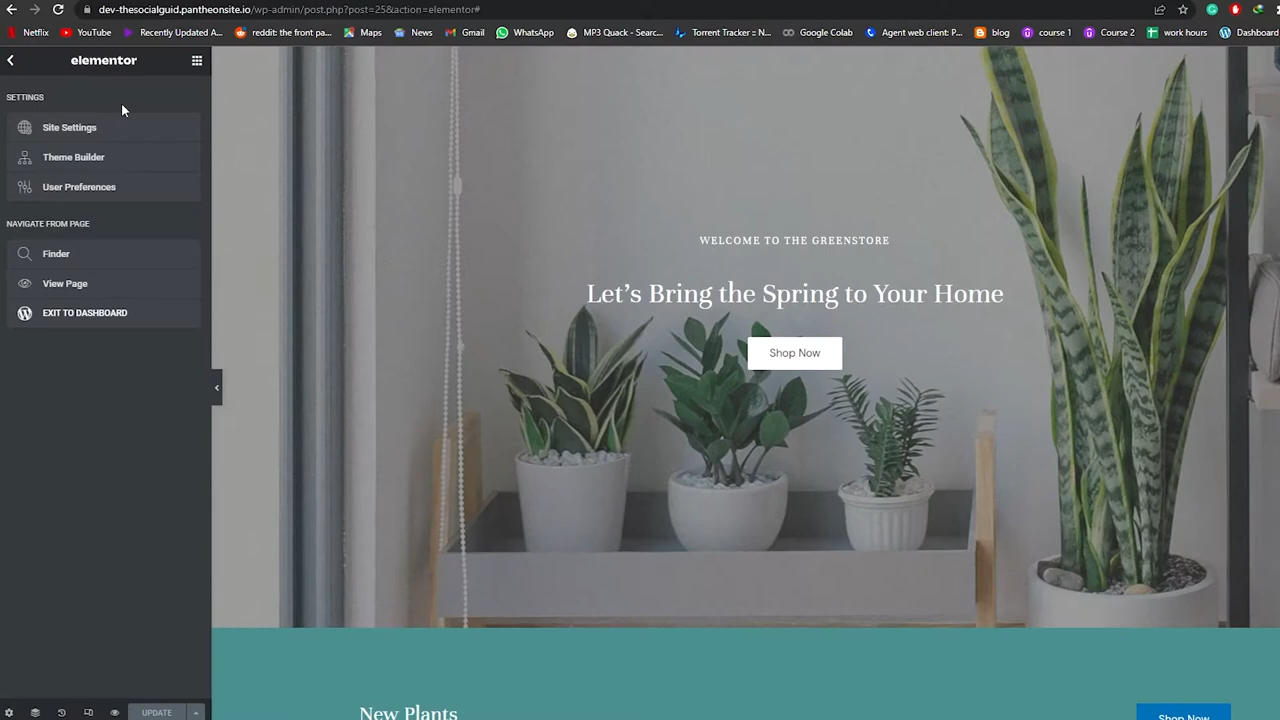 dev-thesocialguid.pantheonsite.io/wp-admin/post.php?post=25&action=elementor#
Netflix YouTube Recently Updated A... reddit: the front pa... Maps News Gmail WhatsApp MP3 Quack - Searc... Torrent Tracker :: N... Google Colab Agent web client: P... blog course 1 Course 2 work hours Dashboard
elementor
SETTINGS
Site Settings
Theme Builder
User Preferences
NAVIGATE FROM PAGE
Finder
View Page
EXIT TO DASHBOARD
UPDATE
WELCOME TO THE GREENSTORE
Let's Bring the Spring to Your Home
Shop Now
New Plants
Shop Now